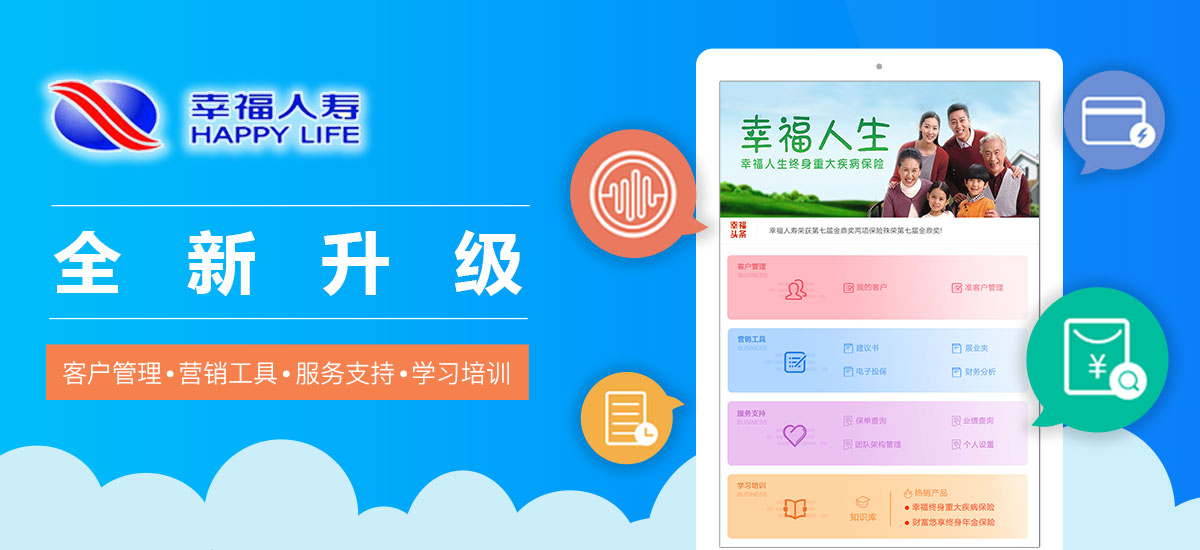 幸福人寿
HAPPY LIFE
全新升级
客户管理•营销工具•服务支持•学习培训
幸福人生
幸福人生终身重大疾病保险
幸福
头条
幸福人寿荣获第七届金鼎奖两项保险殊荣第七届金鼎奖!
客户管理
BUSINESS
我的客户
准客户管理
营销工具
BUSINESS
建议书
展业夹
电子投保
财务分析
服务支持
BUSINESS
保单查询
业绩查询
团队架构管理
个人设置
学习培训
BUSINESS
知识库
热销产品
•幸福终身重大疾病保险
•财富悠享终身年金保险
¥